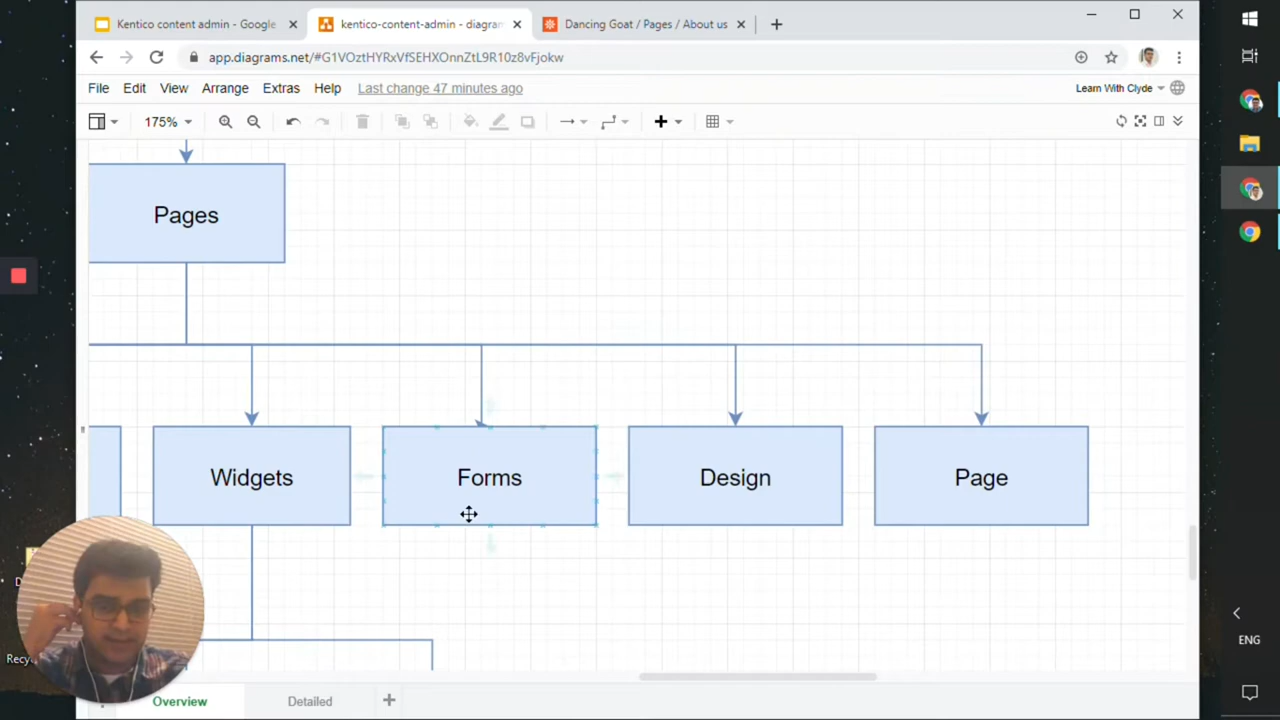 Kentico content admin - Google
kentico-content-admin - diagram
Dancing Goat / Pages / About us
app.diagrams.net/#G1VOztHYRxVfSEHXOnnZtL9R10z8vFjokw
File Edit View Arrange Extras Help Last change 47 minutes ago
Learn With Clyde
175%
Pages
Widgets
Forms
Design
Page
ENG
Overview
Detailed